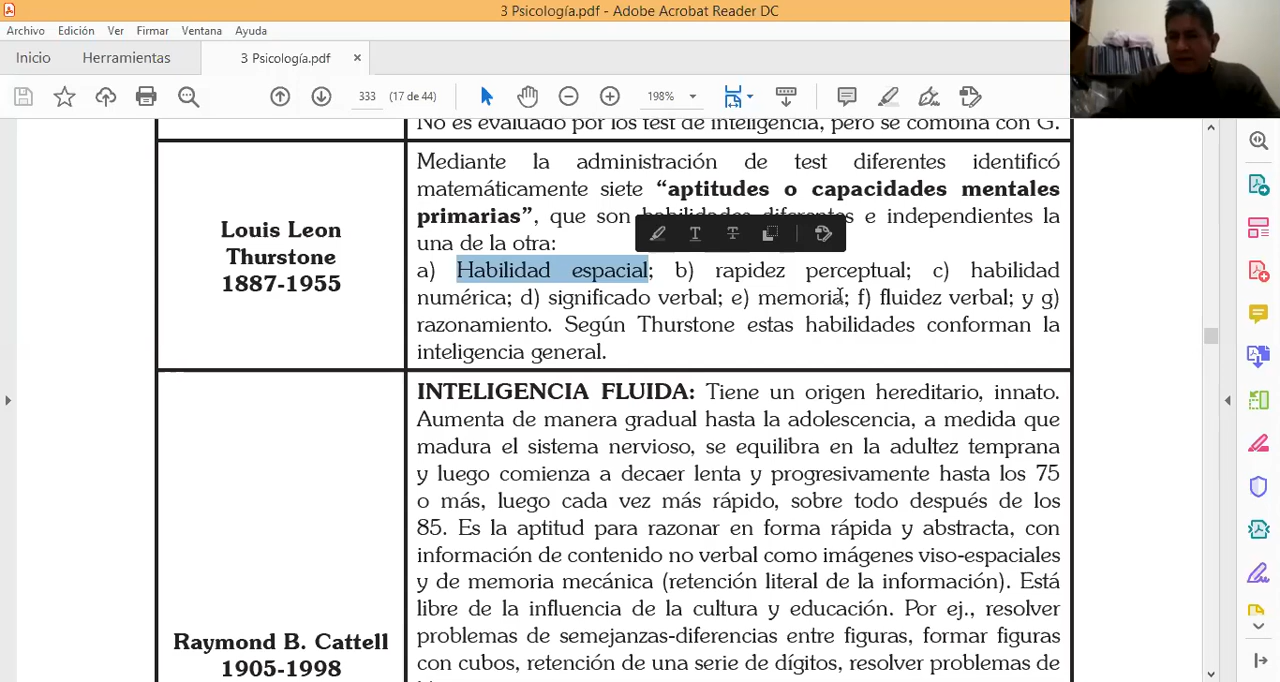 3 Psicología.pdf - Adobe Acrobat Reader DC
Archivo Edición Ver Firmar Ventana Ayuda
Inicio Herramientas 3 Psicología.pdf ×
333 (17 de 44) 198%
No es evaluado por los test de inteligencia, pero se combina con G.
Louis Leon
Thurstone
1887-1955
Mediante la administración de test diferentes identificó
matemáticamente siete “aptitudes o capacidades mentales
primarias”, que son habilidades diferentes e independientes la
una de la otra:
a) Habilidad espacial; b) rapidez perceptual; c) habilidad
numérica; d) significado verbal; e) memoria; f) fluidez verbal; y g)
razonamiento. Según Thurstone estas habilidades conforman la
inteligencia general.
Raymond B. Cattell
1905-1998
INTELIGENCIA FLUIDA: Tiene un origen hereditario, innato.
Aumenta de manera gradual hasta la adolescencia, a medida que
madura el sistema nervioso, se equilibra en la adultez temprana
y luego comienza a decaer lenta y progresivamente hasta los 75
o más, luego cada vez más rápido, sobre todo después de los
85. Es la aptitud para razonar en forma rápida y abstracta, con
información de contenido no verbal como imágenes viso-espaciales
y de memoria mecánica (retención literal de la información). Está
libre de la influencia de la cultura y educación. Por ej., resolver
problemas de semejanzas-diferencias entre figuras, formar figuras
con cubos, retención de una serie de dígitos, resolver problemas de